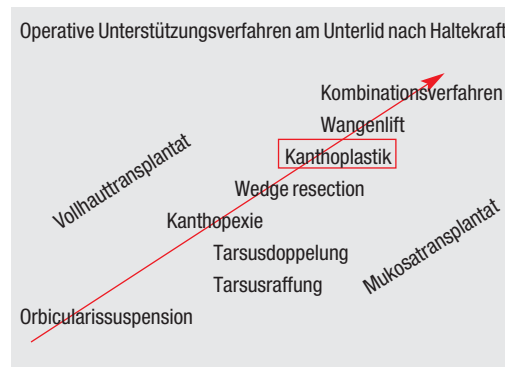 Operative Unterstützungsverfahren am Unterlid nach Haltekraft
Kombinationsverfahren
Wangenlift
Vollhauttransplantat
Kanthoplastik
Wedge resection
Kanthopexie
Mukosatransplantat
Tarsusdoppelung
Tarsusraffung
Orbicularissuspension